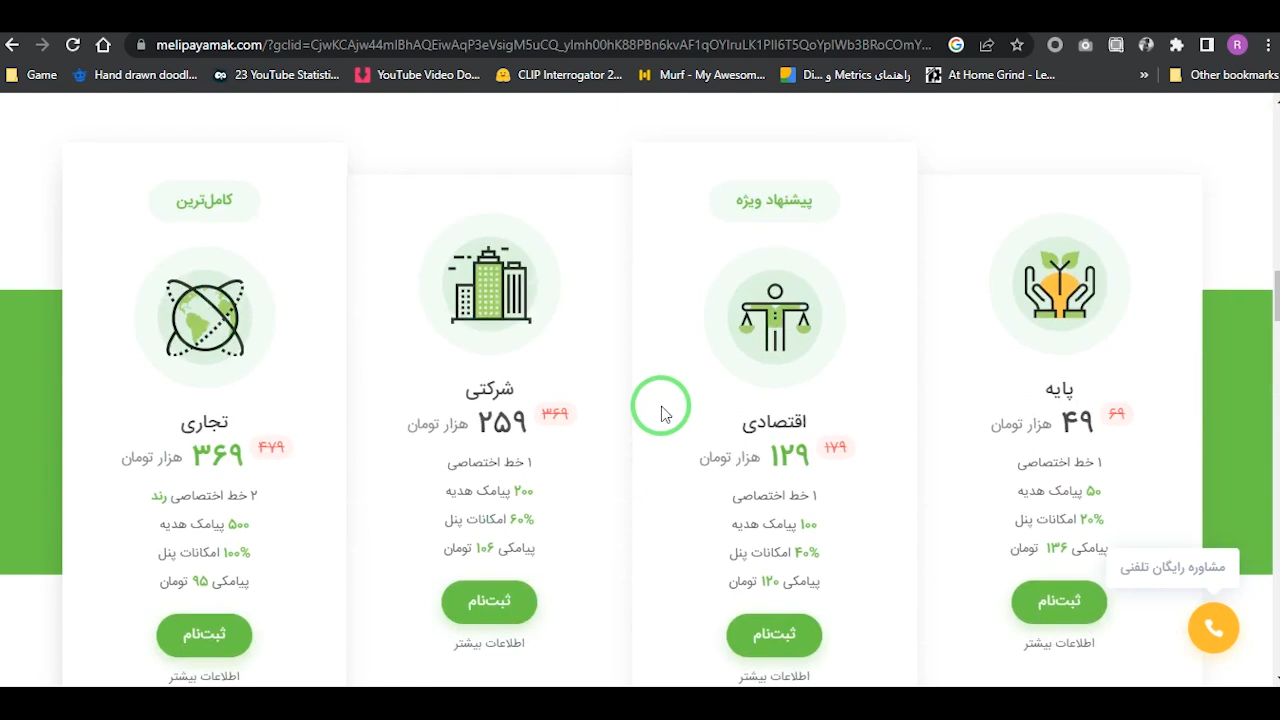 melipayamak.com/?gclid=CjwKCAjw44mlBhAQEiwAqP3eVsigM5uCQ_ylmh00hK88PBn6kvAF1qOYIruLK1PIl6T5QoYpIWb3BRoCOmY...
R
Game
Hand drawn doodl...
23 YouTube Statisti...
YouTube Video Do...
CLIP Interrogator 2...
Murf - My Awesom...
راهنمای Metrics و Di...
At Home Grind - Le...
»
Other bookmarks
پایه
۶۹
۴۹ هزار تومان
۱ خط اختصاصی
۵۰ پیامک هدیه
۲۰% امکانات پنل
پیامکی ۱۳۶ تومان
ثبت‌نام
اطلاعات بیشتر
پیشنهاد ویژه
اقتصادی
۱۷۹
۱۲۹ هزار تومان
۱ خط اختصاصی
۱۰۰ پیامک هدیه
۴۰% امکانات پنل
پیامکی ۱۲۰ تومان
ثبت‌نام
اطلاعات بیشتر
شرکتی
۳۶۹
۲۵۹ هزار تومان
۱ خط اختصاصی
۲۰۰ پیامک هدیه
۶۰% امکانات پنل
پیامکی ۱۰۶ تومان
ثبت‌نام
اطلاعات بیشتر
کامل‌ترین
تجاری
۴۷۹
۳۶۹ هزار تومان
۲ خط اختصاصی رند
۵۰۰ پیامک هدیه
۱۰۰% امکانات پنل
پیامکی ۹۵ تومان
ثبت‌نام
اطلاعات بیشتر
مشاوره رایگان تلفنی